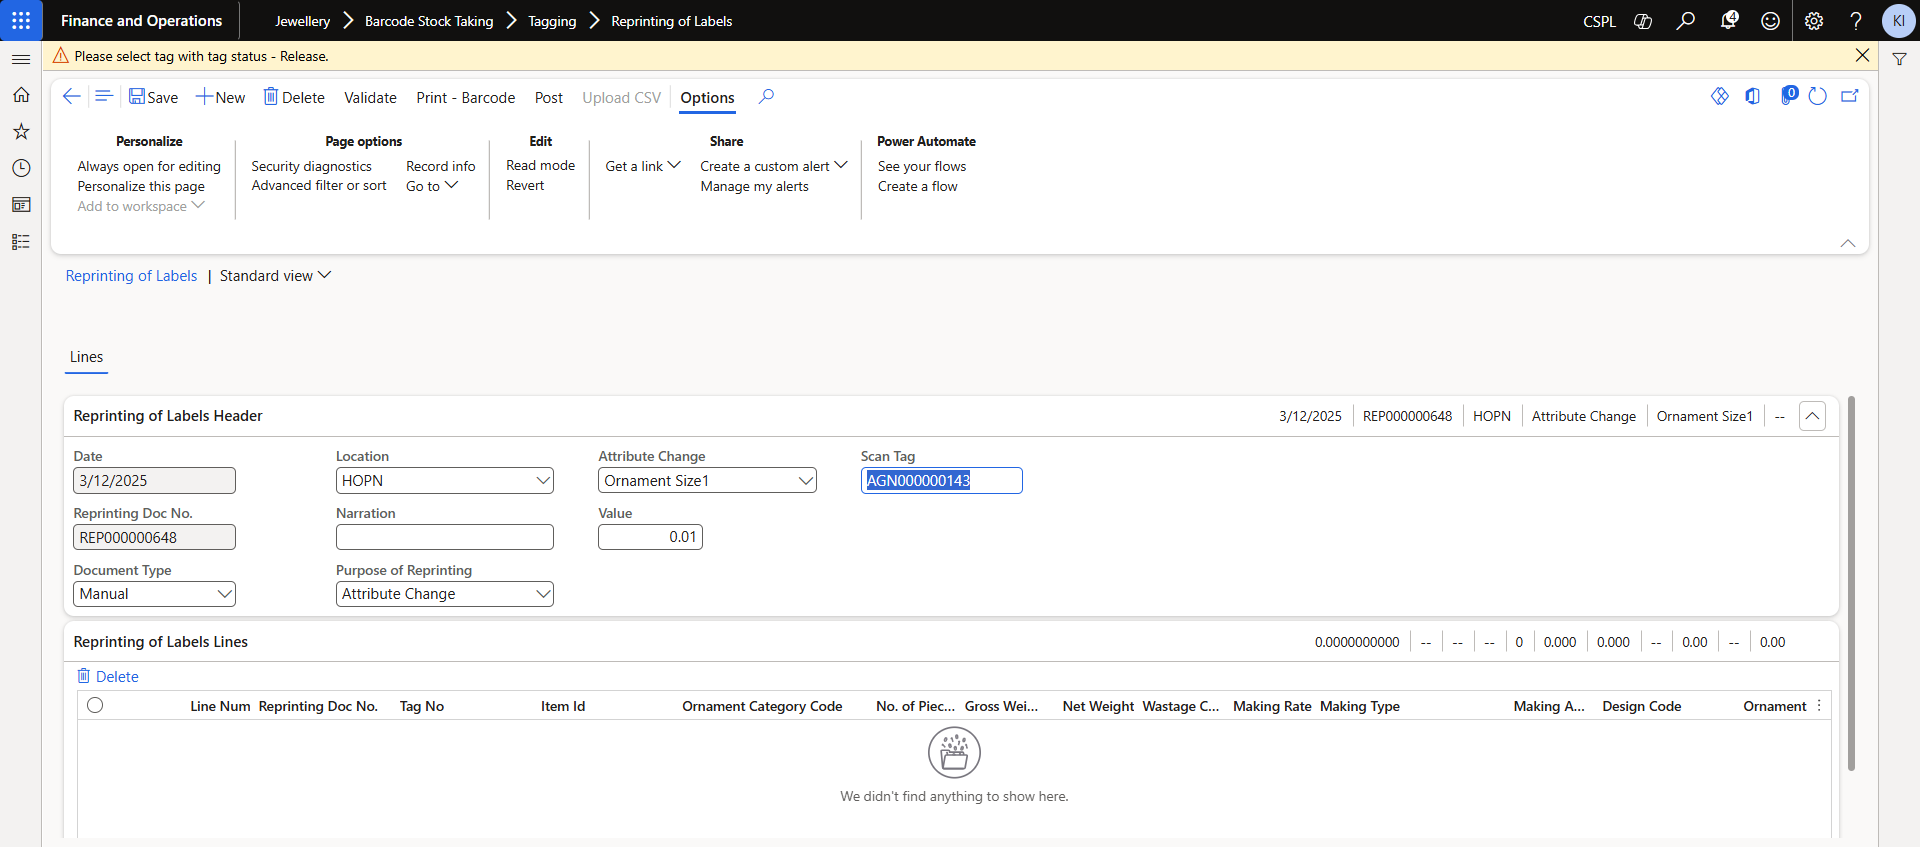 Finance and Operations
Jewellery > Barcode Stock Taking > Tagging > Reprinting of Labels
CSPL
4
?
KI
Please select tag with tag status - Release.
Save
New
Delete
Validate
Print - Barcode
Post
Upload CSV
Options
0
Personalize
Always open for editing
Personalize this page
Add to workspace
Page options
Security diagnostics
Advanced filter or sort
Record info
Go to
Edit
Read mode
Revert
Share
Get a link
Create a custom alert
Manage my alerts
Power Automate
See your flows
Create a flow
Reprinting of Labels | Standard view
Lines
Reprinting of Labels Header
3/12/2025 | REP000000648 | HOPN | Attribute Change | Ornament Size1 | --
Date
3/12/2025
Reprinting Doc No.
REP000000648
Document Type
Manual
Location
HOPN
Narration
Purpose of Reprinting
Attribute Change
Attribute Change
Ornament Size1
Value
0.01
Scan Tag
AGN000000143
Reprinting of Labels Lines
0.0000000000 | -- | -- | -- | 0 | 0.000 | 0.000 | -- | 0.00 | -- | 0.00
Delete
Line Num Reprinting Doc No. Tag No Item Id Ornament Category Code No. of Piec... Gross Wei... Net Weight Wastage C... Making Rate Making Type Making A... Design Code Ornament
We didn't find anything to show here.